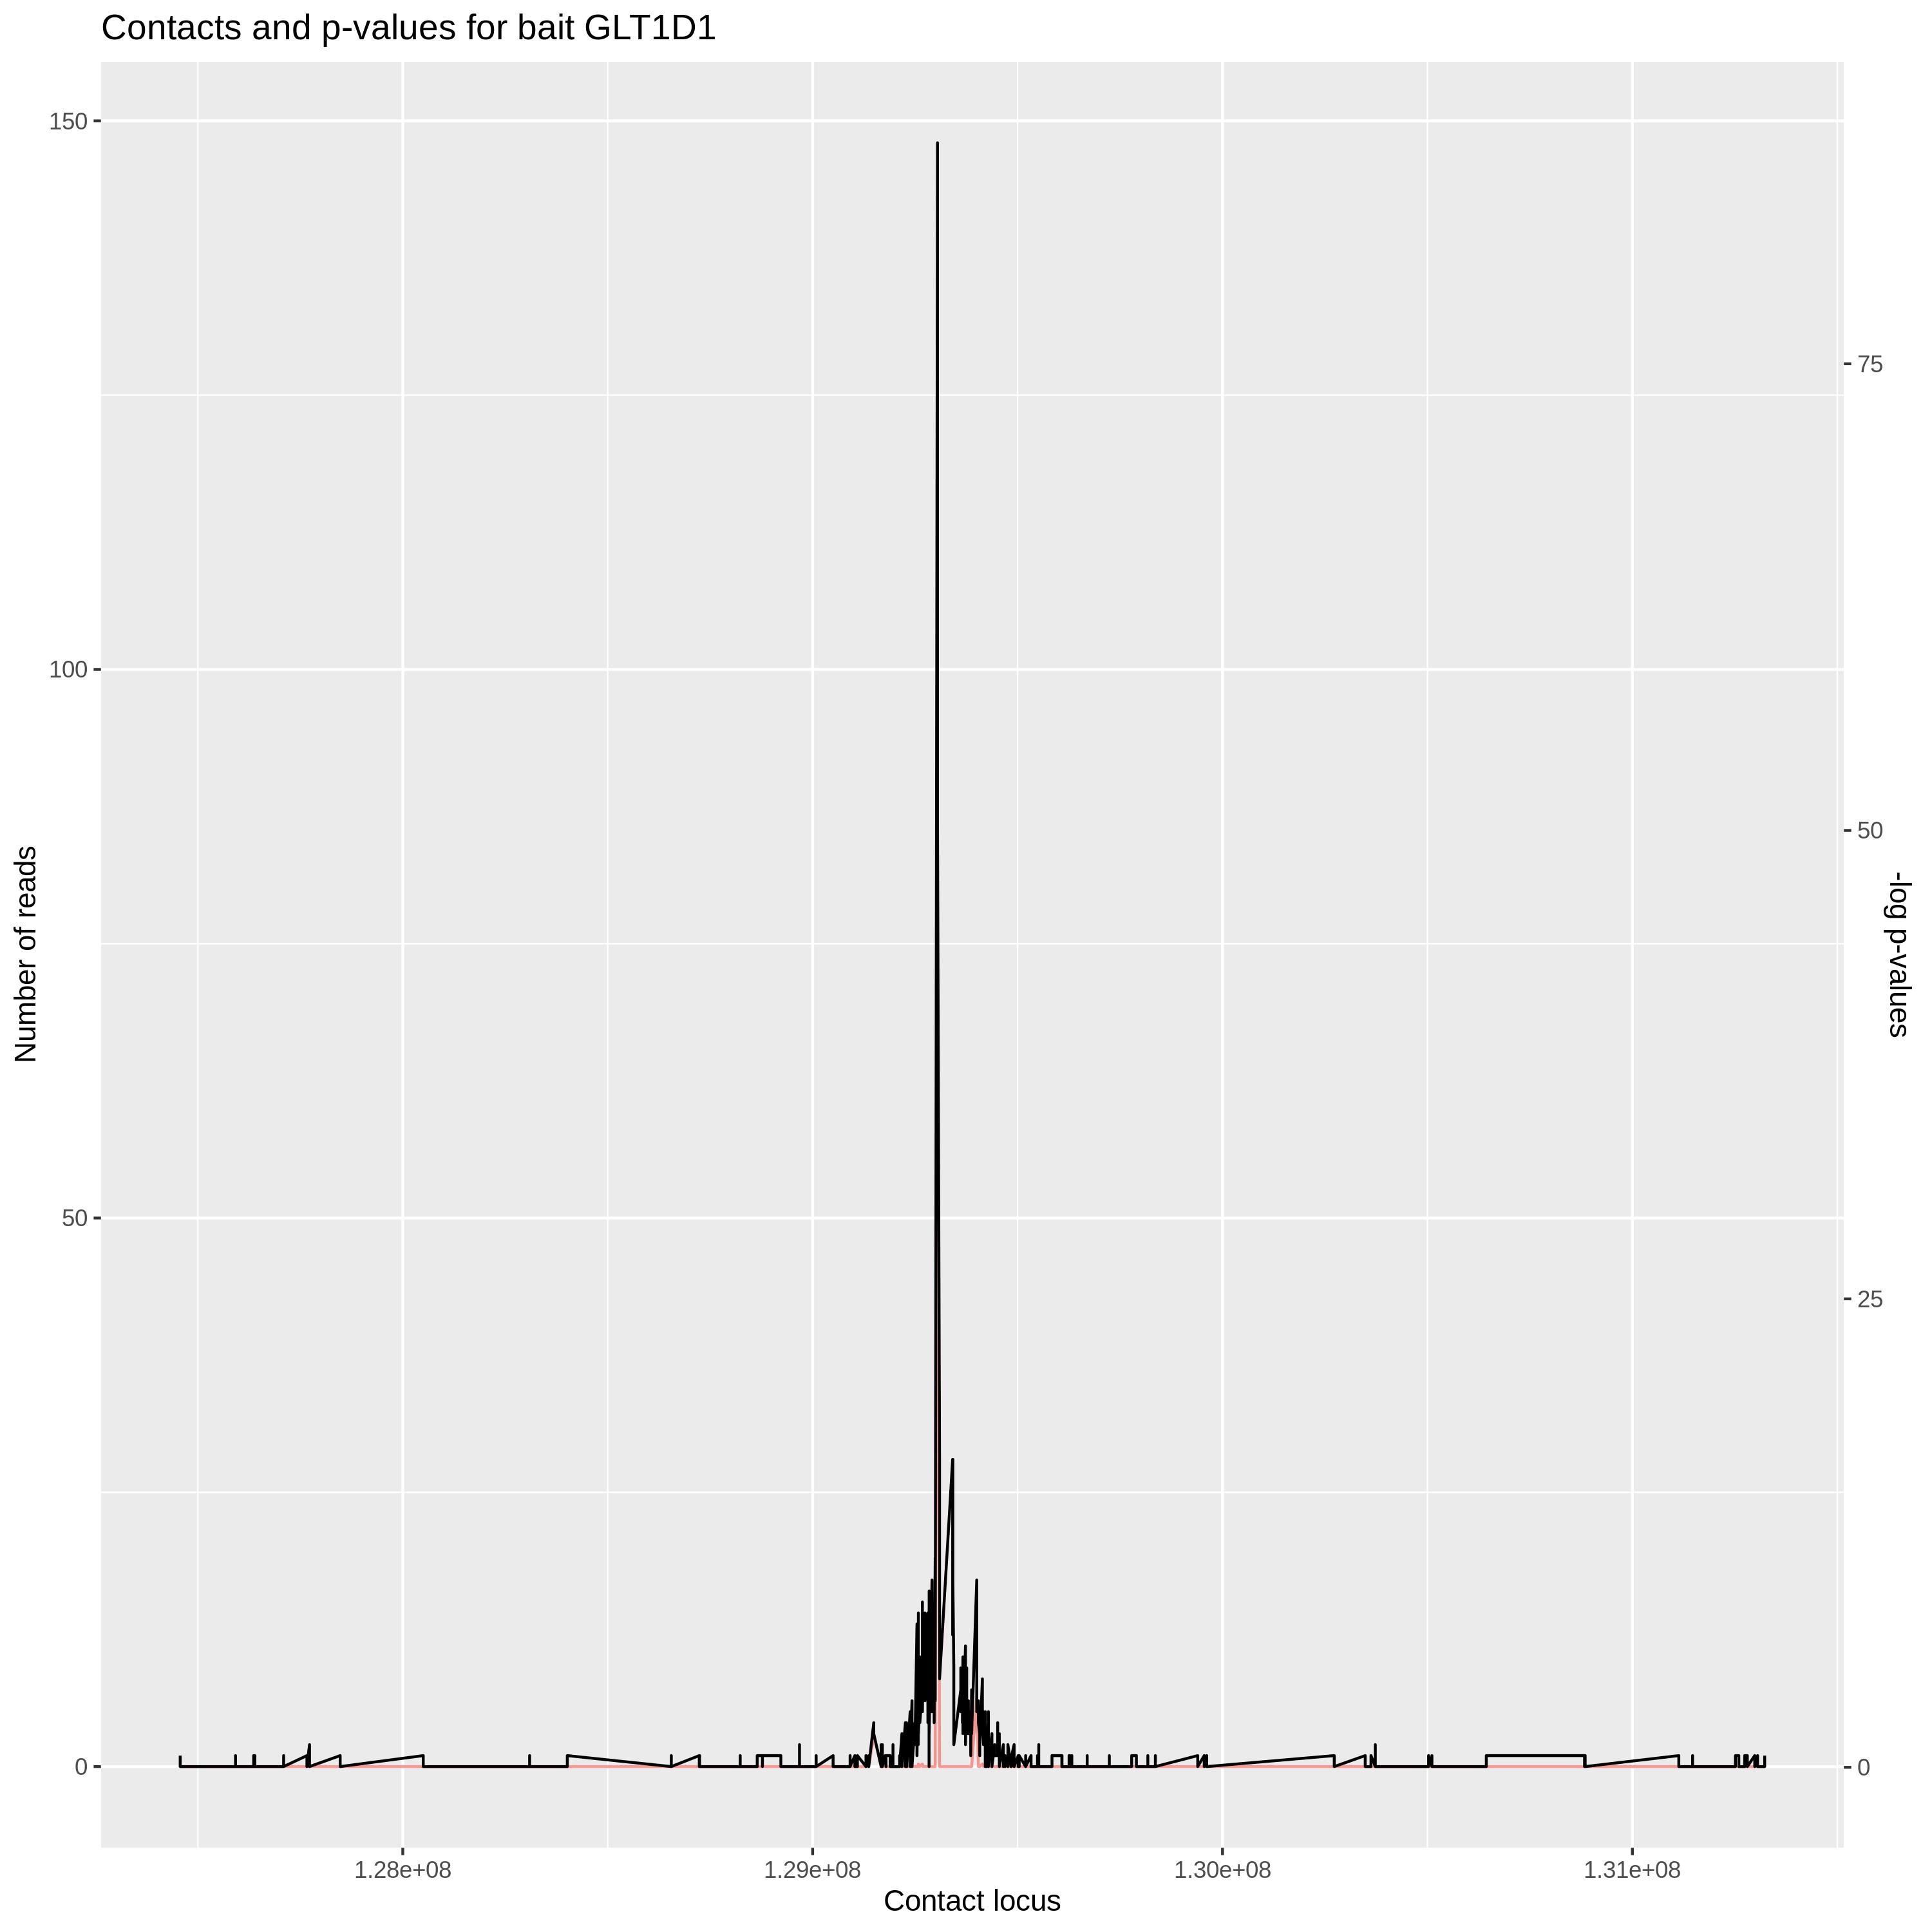 Contacts and p-values for bait GLT1D1
150
100
50
0
Number of reads
75
50
25
0
-log p-values
1.28e+08
1.29e+08
1.30e+08
1.31e+08
Contact locus